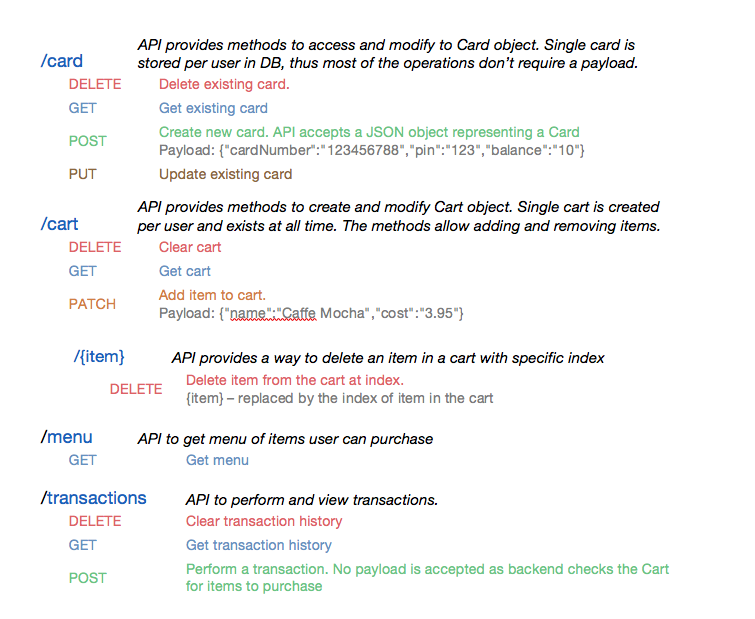 /card API provides methods to access and modify to Card object. Single card is
stored per user in DB, thus most of the operations don’t require a payload.
DELETE Delete existing card.
GET Get existing card
POST Create new card. API accepts a JSON object representing a Card
Payload: {"cardNumber":"123456788","pin":"123","balance":"10"}
PUT Update existing card
/cart API provides methods to create and modify Cart object. Single cart is created
per user and exists at all time. The methods allow adding and removing items.
DELETE Clear cart
GET Get cart
PATCH Add item to cart.
Payload: {"name":"Caffe Mocha","cost":"3.95"}
/{item} API provides a way to delete an item in a cart with specific index
DELETE Delete item from the cart at index.
{item} – replaced by the index of item in the cart
/menu API to get menu of items user can purchase
GET Get menu
/transactions API to perform and view transactions.
DELETE Clear transaction history
GET Get transaction history
POST Perform a transaction. No payload is accepted as backend checks the Cart
for items to purchase